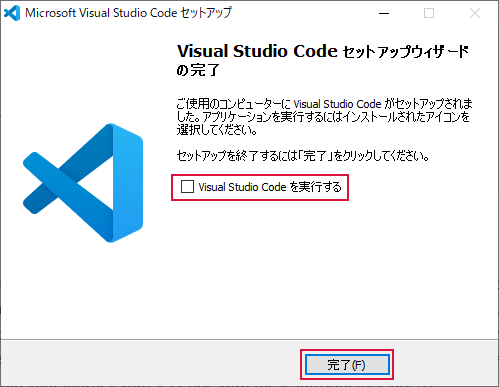 Microsoft Visual Studio Code セットアップ
Visual Studio Code セットアップウィザード
の完了
ご使用のコンピューターに Visual Studio Code がセットアップされま
した。アプリケーションを実行するにはインストールされたアイコンを
選択してください。
セットアップを終了するには「完了」をクリックしてください。
Visual Studio Code を実行する
完了(F)